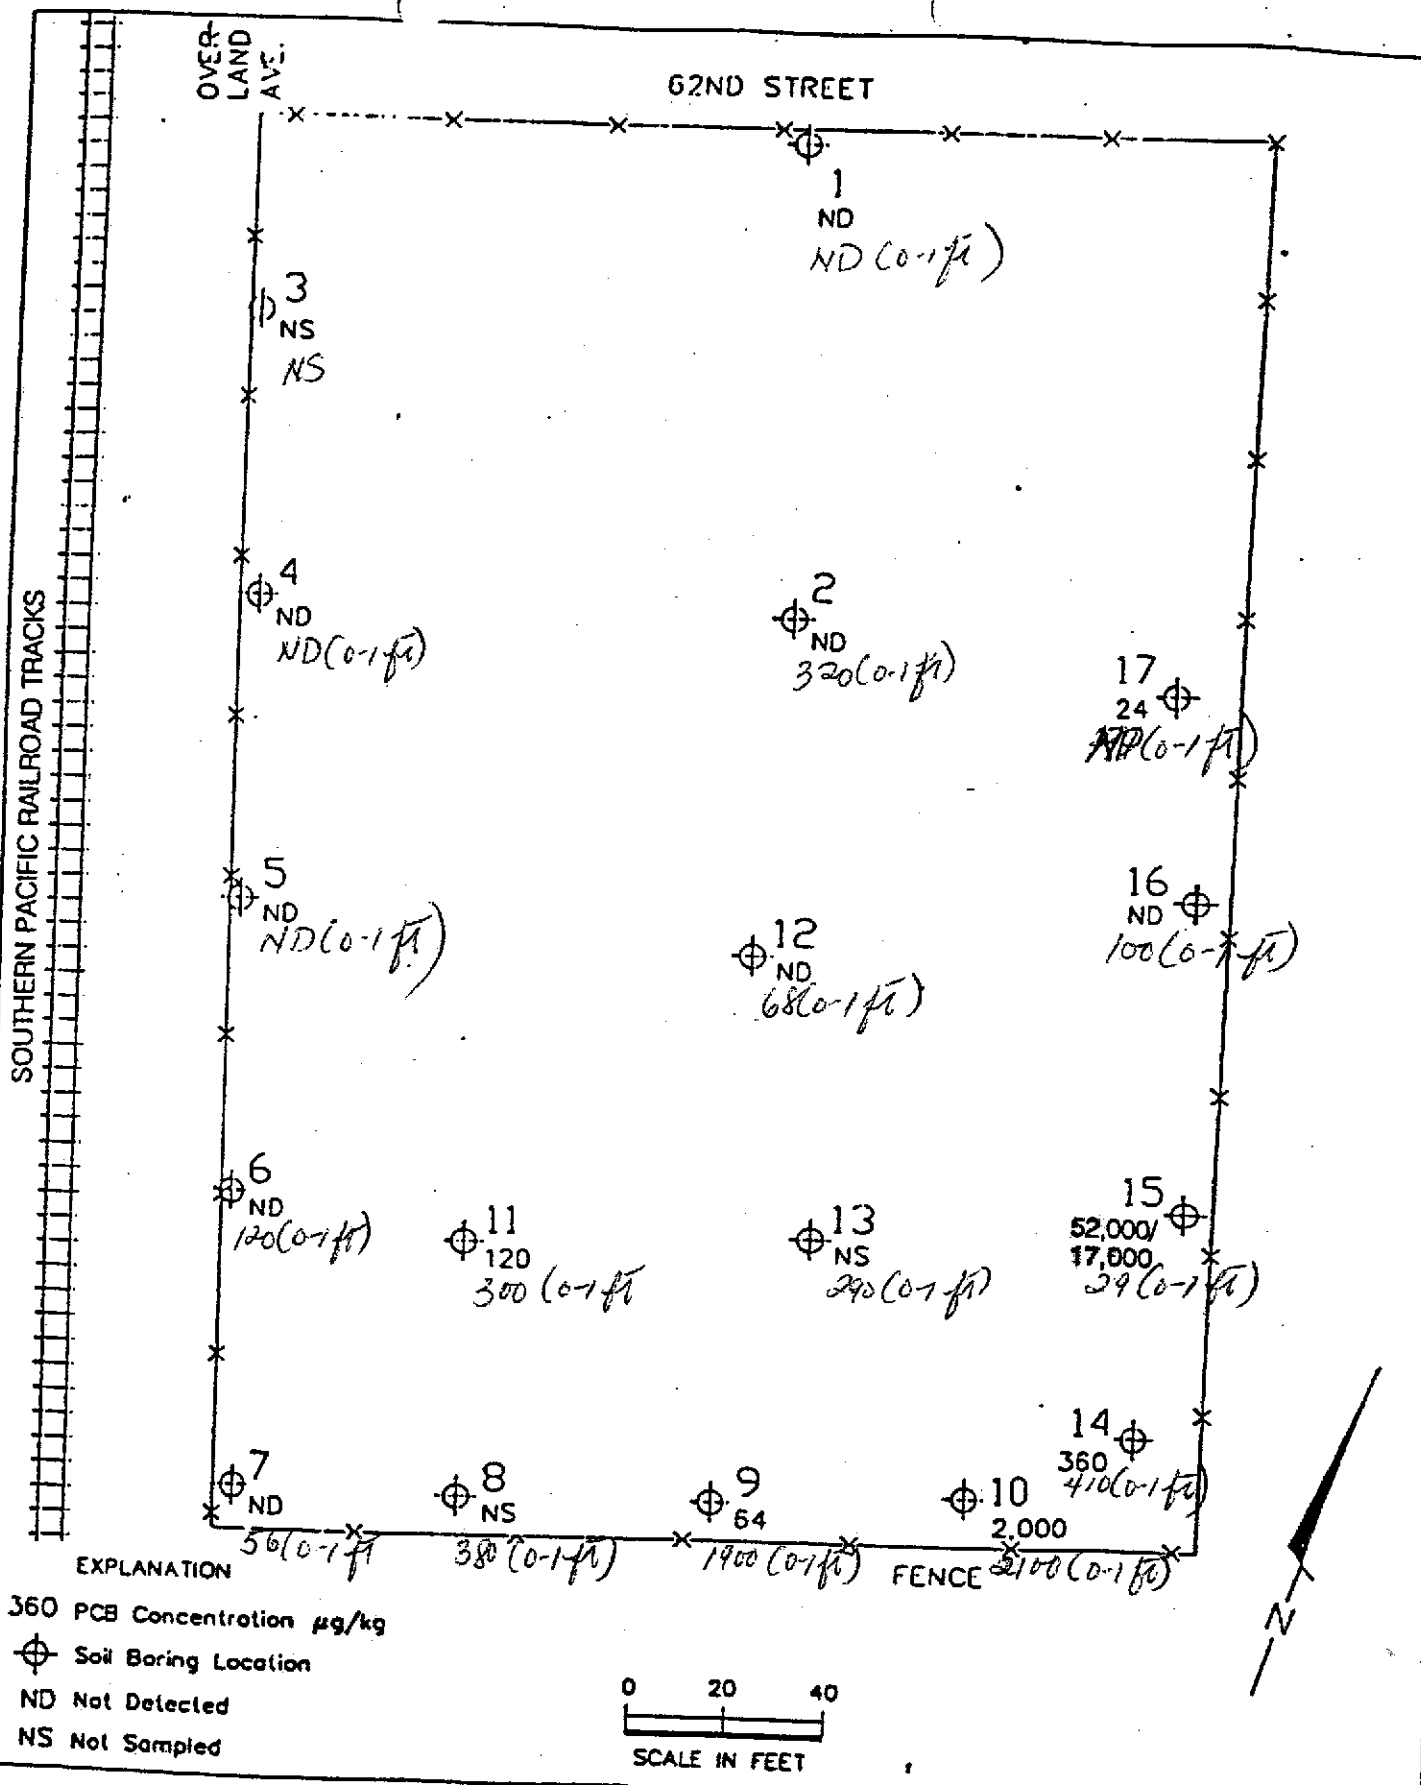 OVER-
LAND
AVE.
62ND STREET
1
ND
ND (0-1 ft)
3
NS
NS
4
ND
ND (0-1 ft)
2
ND
320 (0-1 ft)
17
24
(0-1 ft)
SOUTHERN PACIFIC RAILROAD TRACKS
5
ND
ND (0-1 ft)
16
ND
100 (0-1 ft)
12
ND
68 (0-1 ft)
6
ND
120 (0-1 ft)
11
120
300 (0-1 ft
13
NS
290 (0-1 ft)
15
52,000/
17,000
29 (0-1 ft)
14
360
410 (0-1 ft)
7
ND
56 (0-1 ft
8
NS
380 (0-1 ft)
9
64
1900 (0-1 ft)
10
2,000
2100 (0-1 ft)
FENCE
EXPLANATION
360 PCB Concentration µg/kg
Soil Boring Location
ND Not Detected
NS Not Sampled
0 20 40
SCALE IN FEET
N